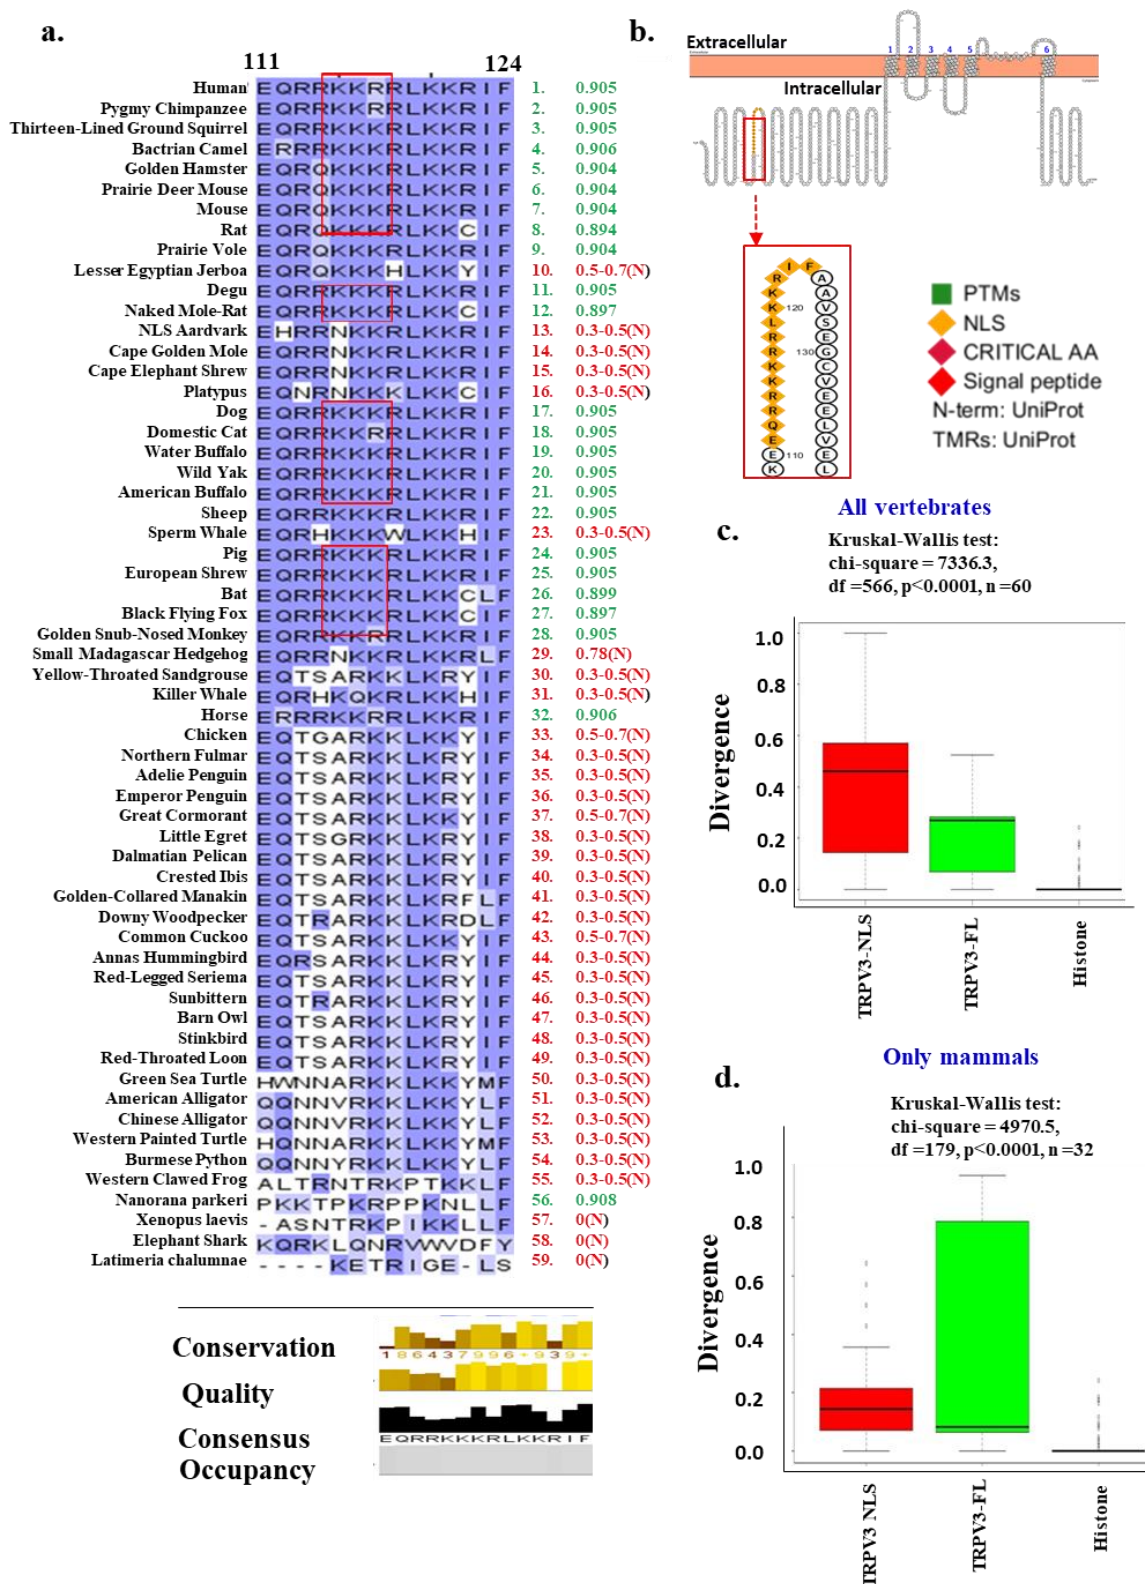 a.
111 124
Human EQRRKKRRLKKRIF 1. 0.905
Pygmy Chimpanzee EQRRKKRRLKKRIF 2. 0.905
Thirteen-Lined Ground Squirrel EQRRKKKRLKKRIF 3. 0.905
Bactrian Camel ERRRKKKRLKKRIF 4. 0.906
Golden Hamster EQRQKKKRLKKRIF 5. 0.904
Prairie Deer Mouse EQRQKKKRLKKRIF 6. 0.904
Mouse EQRQKKKRLKKRIF 7. 0.904
Rat EQRQKKKRLKKCIF 8. 0.894
Prairie Vole EQRQKKKRLKKRIF 9. 0.904
Lesser Egyptian Jerboa EQRQKKKHLKKYIF 10. 0.5-0.7(N)
Degu EQRRKKKRLKKRIF 11. 0.905
Naked Mole-Rat EQRRKKKRLKKCIF 12. 0.897
NLS Aardvark EHRRNKKRLKKRIF 13. 0.3-0.5(N)
Cape Golden Mole EQRRNKKRLKKRIF 14. 0.3-0.5(N)
Cape Elephant Shrew EQRRNKKRLKKRIF 15. 0.3-0.5(N)
Platypus EQNRNKKKLKKCIF 16. 0.3-0.5(N)
Dog EQRRKKKRLKKRIF 17. 0.905
Domestic Cat EQRRKKRRLKKRIF 18. 0.905
Water Buffalo EQRRKKKRLKKRIF 19. 0.905
Wild Yak EQRRKKKRLKKRIF 20. 0.905
American Buffalo EQRRKKKRLKKRIF 21. 0.905
Sheep EQRRKKKRLKKRIF 22. 0.905
Sperm Whale EQRHKKKWLKKHIF 23. 0.3-0.5(N)
Pig EQRRKKKRLKKRIF 24. 0.905
European Shrew EQRRKKKRLKKRIF 25. 0.905
Bat EQRRKKKRLKKCLF 26. 0.899
Black Flying Fox EQRRKKKRLKKCIF 27. 0.897
Golden Snub-Nosed Monkey EQRRKKRRLKKRIF 28. 0.905
Small Madagascar Hedgehog EQRRNKKRLKKRLF 29. 0.78(N)
Yellow-Throated Sandgrouse EQTSARKKLKRYIF 30. 0.3-0.5(N)
Killer Whale EQRHKQKRLKKHIF 31. 0.3-0.5(N)
Horse ERRRKKRRLKKRIF 32. 0.906
Chicken EQTGARKKLKKYIF 33. 0.5-0.7(N)
Northern Fulmar EQTSARKKLKRYIF 34. 0.3-0.5(N)
Adelie Penguin EQTSARKKLKRYIF 35. 0.3-0.5(N)
Emperor Penguin EQTSARKKLKRYIF 36. 0.3-0.5(N)
Great Cormorant EQTSARKKLKKYIF 37. 0.5-0.7(N)
Little Egret EQTSGRKKLKRYIF 38. 0.3-0.5(N)
Dalmatian Pelican EQTSARKKLKRYIF 39. 0.3-0.5(N)
Crested Ibis EQTSARKKLKRYIF 40. 0.3-0.5(N)
Golden-Collared Manakin EQTSARKKLKRFLF 41. 0.3-0.5(N)
Downy Woodpecker EQTRARKKLKRDLF 42. 0.3-0.5(N)
Common Cuckoo EQTSARKKLKKYIF 43. 0.5-0.7(N)
Annas Hummingbird EQRSARKKLKRYIF 44. 0.3-0.5(N)
Red-Legged Seriema EQTSARKKLKRYIF 45. 0.3-0.5(N)
Sunbittern EQTRARKKLKRYIF 46. 0.3-0.5(N)
Barn Owl EQTSARKKLKRYIF 47. 0.3-0.5(N)
Stinkbird EQTSARKKLKRYIF 48. 0.3-0.5(N)
Red-Throated Loon EQTSARKKLKRYIF 49. 0.3-0.5(N)
Green Sea Turtle HWNNARKKLKKYMF 50. 0.3-0.5(N)
American Alligator QQNNVRKKLKKYLF 51. 0.3-0.5(N)
Chinese Alligator QQNNVRKKLKKYLF 52. 0.3-0.5(N)
Western Painted Turtle HQNNARKKLKKYMF 53. 0.3-0.5(N)
Burmese Python QQNNYRKKLKKYLF 54. 0.3-0.5(N)
Western Clawed Frog ALTRNTRKPTKKLF 55. 0.3-0.5(N)
Nanorana parkeri PKKTPKRPPKNLLF 56. 0.908
Xenopus laevis -ASNTRKPIKKLLF 57. 0(N)
Elephant Shark KQRKLQNRVWVDFY 58. 0(N)
Latimeria chalumnae ----KETRIGE-LS 59. 0(N)
Conservation
186437996+939+
Quality
Consensus
EQRRKKKRLKKRIF
Occupancy
b.
Extracellular
1 2 3 4 5 6
Intracellular
I F
R A
K A
K 120 V
L S
R E
R 130 G
K C
K V
R E
R E
Q L
E V
E 110 E
K L
PTMs
NLS
CRITICAL AA
Signal peptide
N-term: UniProt
TMRs: UniProt
c.
All vertebrates
Kruskal-Wallis test:
chi-square = 7336.3,
df =566, p<0.0001, n =60
Divergence
1.0
0.8
0.6
0.4
0.2
0.0
TRPV3-NLS
TRPV3-FL
Histone
d.
Only mammals
Kruskal-Wallis test:
chi-square = 4970.5,
df =179, p<0.0001, n =32
Divergence
1.0
0.8
0.6
0.4
0.2
0.0
TRPV3 NLS
TRPV3-FL
Histone